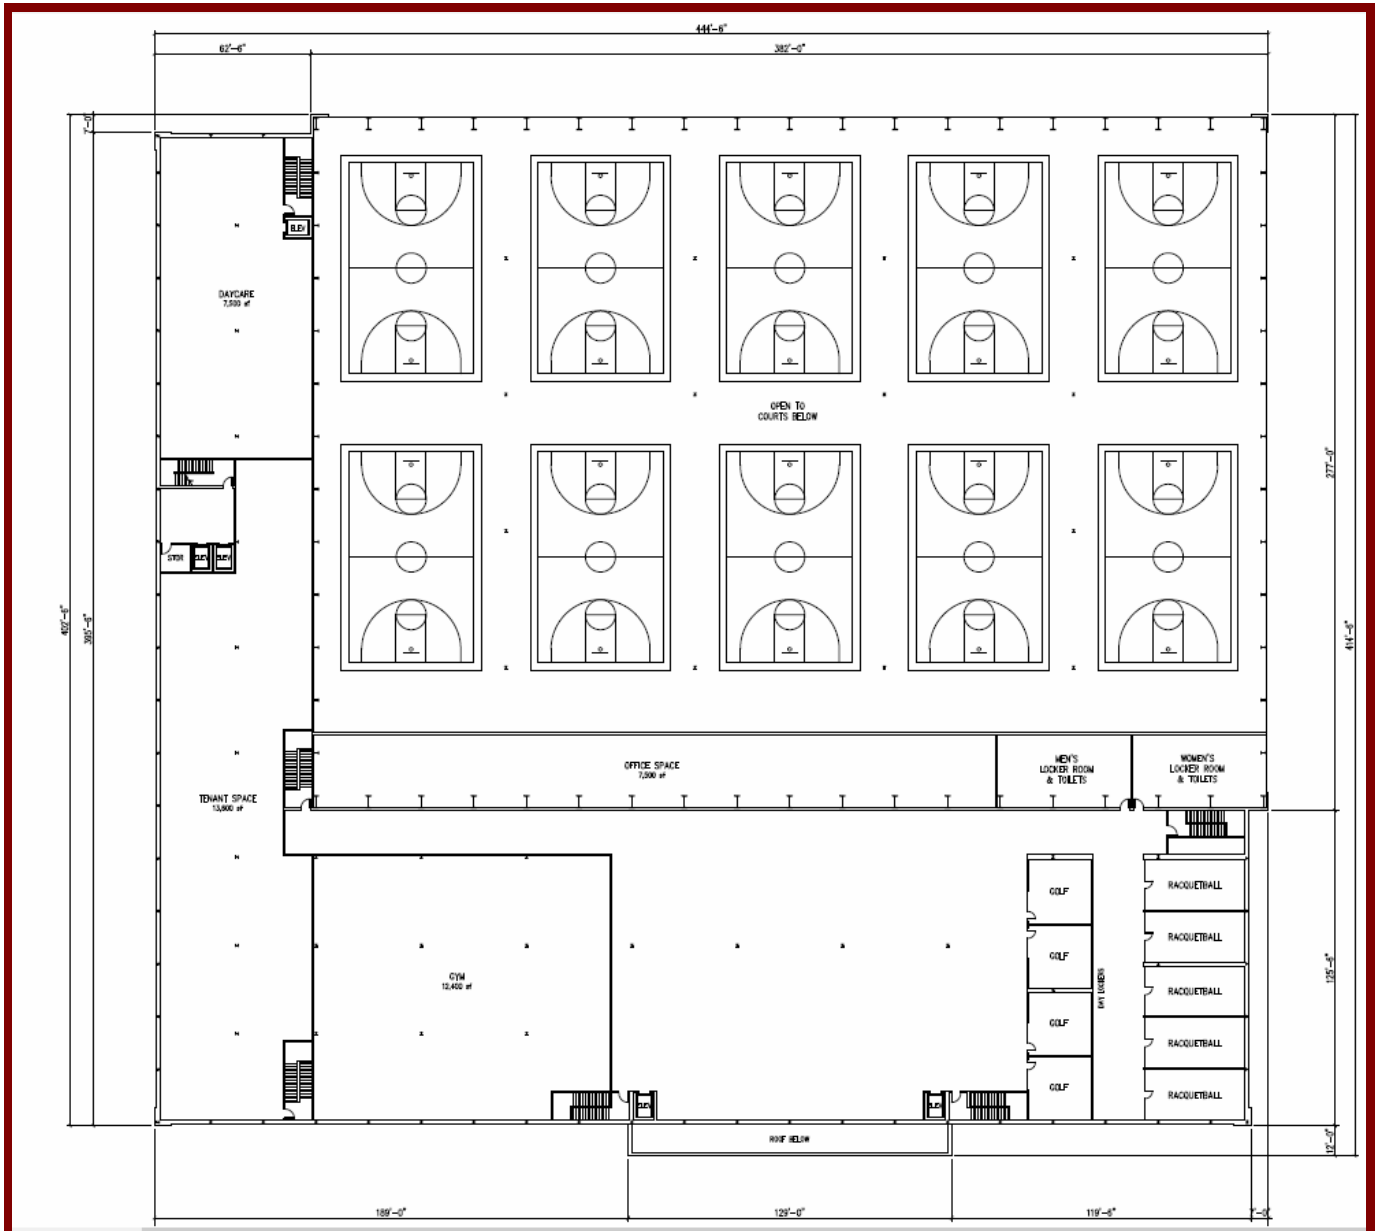 444'-6"
62'-6"
382'-0"
7'-0"
ELEV
DAYCARE
7,500 sf
OPEN TO
COURTS BELOW
277'-0"
STOR
ELEV
ELEV
402'-6"
395'-6"
414'-6"
OFFICE SPACE
7,500 sf
MEN'S
LOCKER ROOM
& TOILETS
WOMEN'S
LOCKER ROOM
& TOILETS
TENANT SPACE
13,600 sf
GOLF
RACQUETBALL
GOLF
RACQUETBALL
GYM
12,400 sf
DAY LOCKERS
125'-6"
RACQUETBALL
GOLF
RACQUETBALL
GOLF
RACQUETBALL
ELEV
ELEV
ROOF BELOW
12'-0"
189'-0"
129'-0"
119'-6"